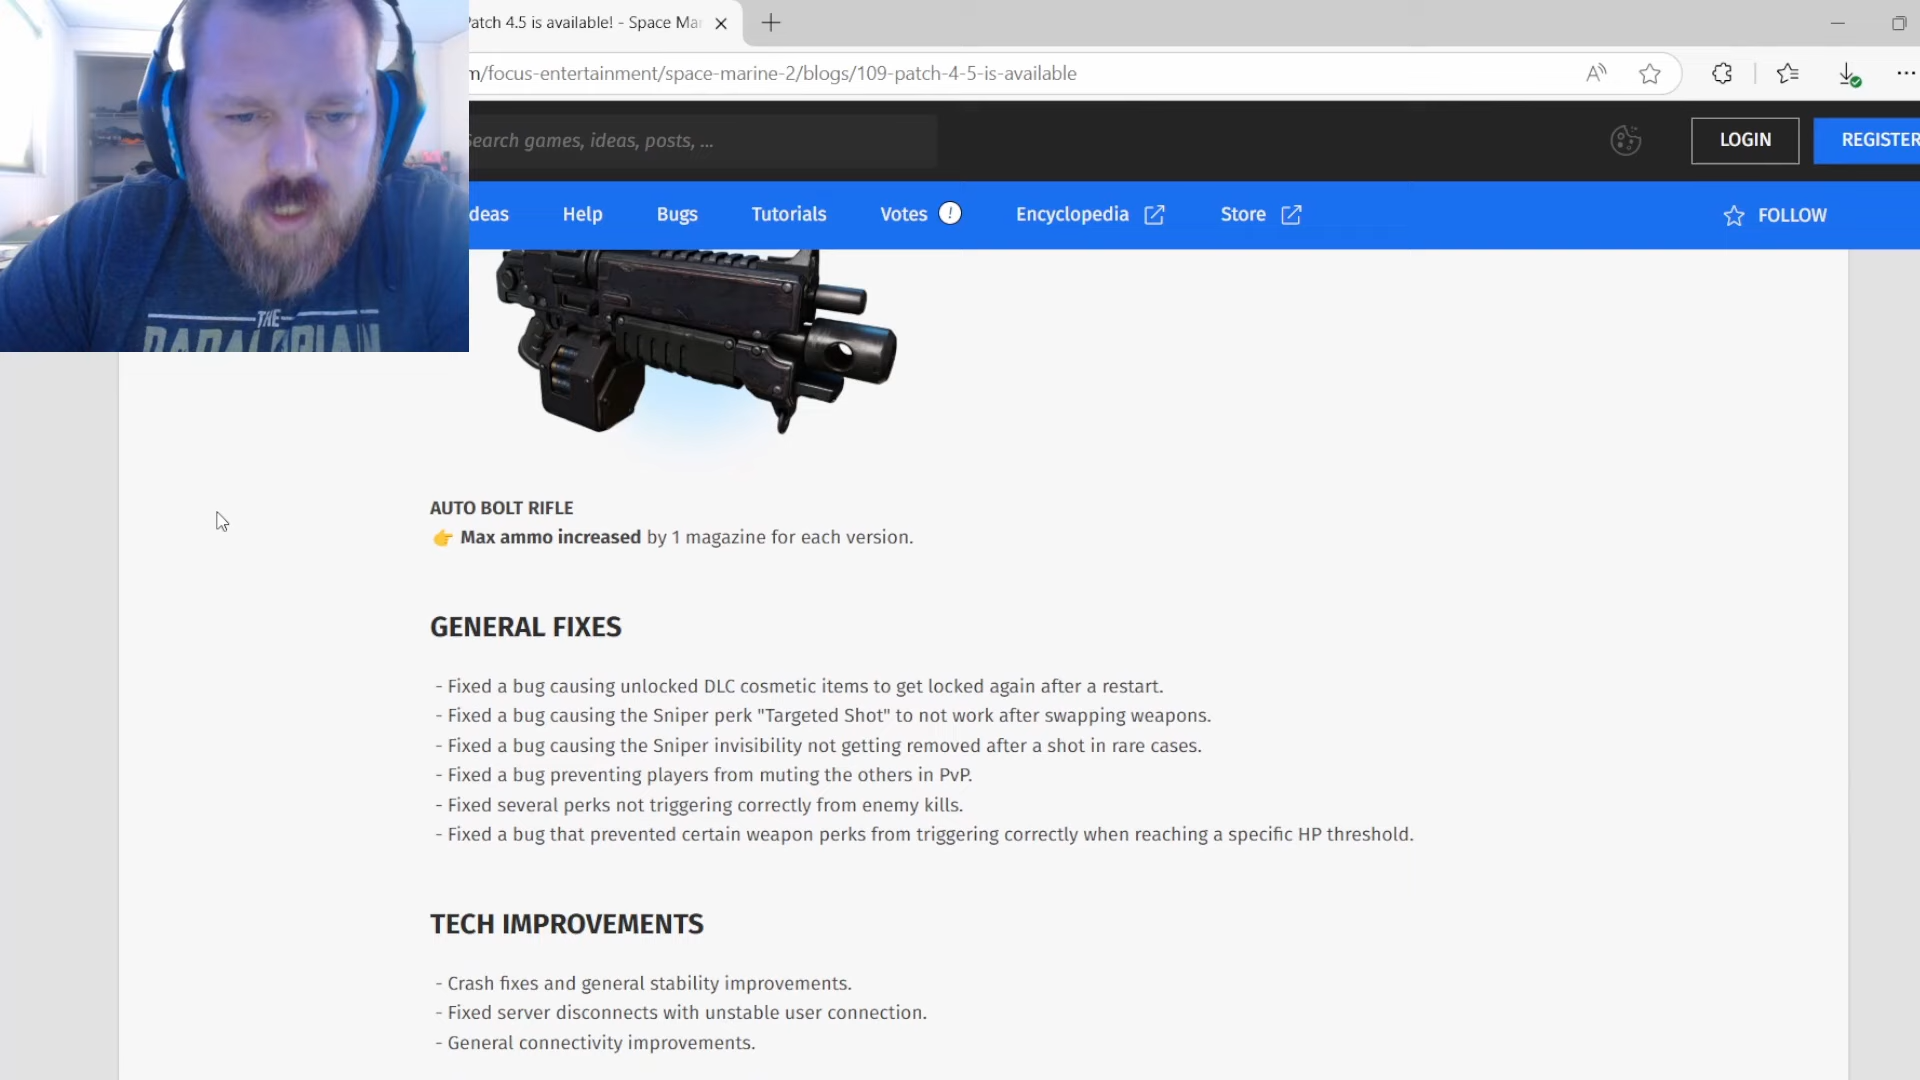 Patch 4.5 is available! - Space Mar
m/focus-entertainment/space-marine-2/blogs/109-patch-4-5-is-available
Search games, ideas, posts, ...
LOGIN
REGISTER
deas
Help
Bugs
Tutorials
Votes !
Encyclopedia
Store
FOLLOW
THE
DADALORIAN
AUTO BOLT RIFLE
👉 Max ammo increased by 1 magazine for each version.
GENERAL FIXES
- Fixed a bug causing unlocked DLC cosmetic items to get locked again after a restart.
- Fixed a bug causing the Sniper perk "Targeted Shot" to not work after swapping weapons.
- Fixed a bug causing the Sniper invisibility not getting removed after a shot in rare cases.
- Fixed a bug preventing players from muting the others in PvP.
- Fixed several perks not triggering correctly from enemy kills.
- Fixed a bug that prevented certain weapon perks from triggering correctly when reaching a specific HP threshold.
TECH IMPROVEMENTS
- Crash fixes and general stability improvements.
- Fixed server disconnects with unstable user connection.
- General connectivity improvements.